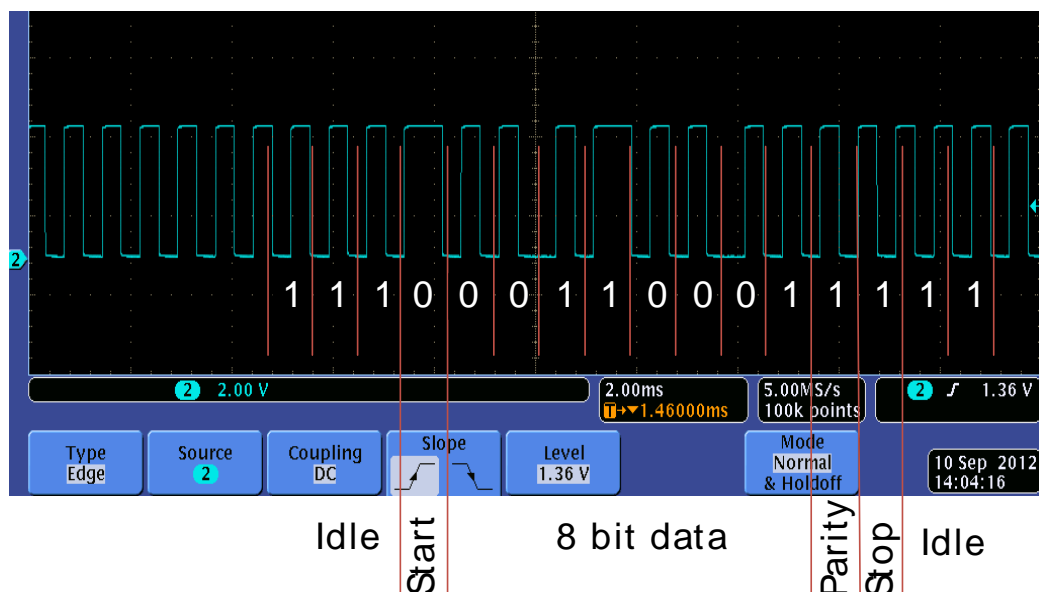 2
1 1 1 0 0 0 1 1 0 0 0 1 1 1 1 1
2 2.00 V
2.00ms
T→▼1.46000ms
5.00MS/s
100k points
2 1.36 V
Type
Edge
Source
2
Coupling
DC
Slope
Level
1.36 V
Mode
Normal
& Holdoff
10 Sep 2012
14:04:16
Idle
Start
8 bit data
Parity
Stop
Idle